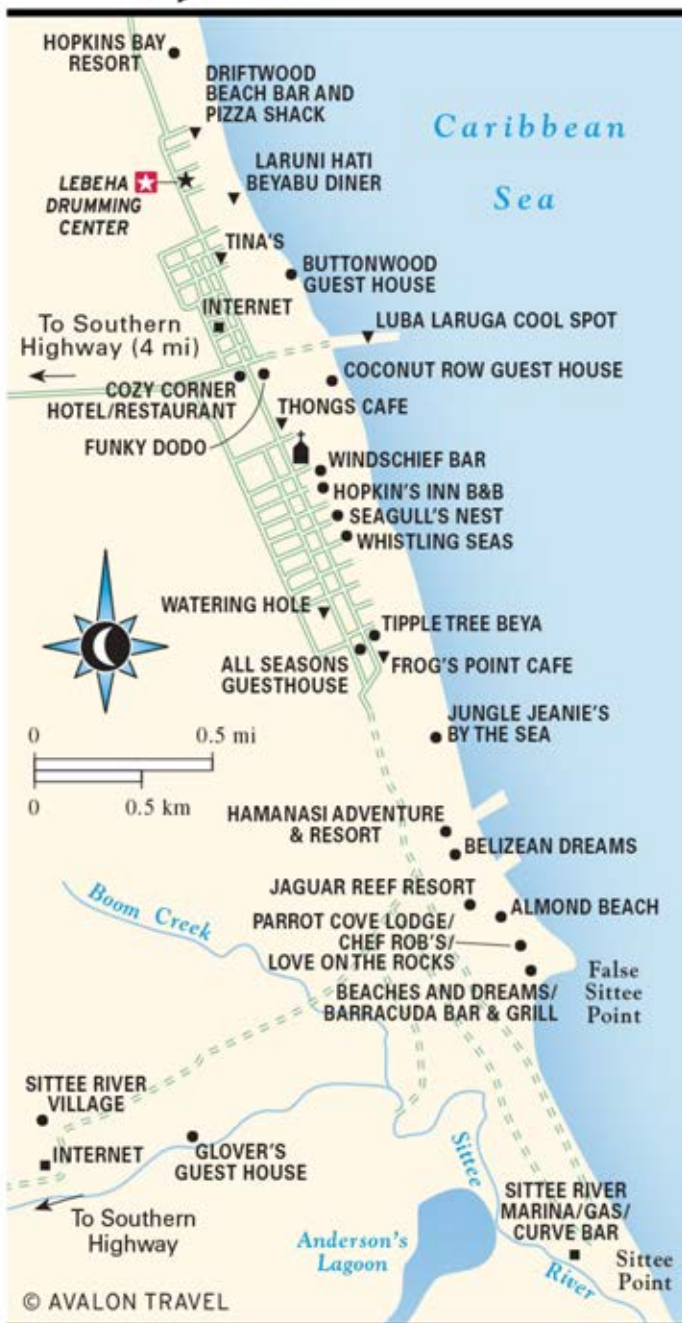 HOPKINS BAY
RESORT
DRIFTWOOD
BEACH BAR AND
PIZZA SHACK
Caribbean
Sea
LEBEHA
DRUMMING
CENTER
LARUNI HATI
BEYABU DINER
TINA'S
BUTTONWOOD
GUEST HOUSE
INTERNET
To Southern
Highway (4 mi)
LUBA LARUGA COOL SPOT
COZY CORNER
HOTEL/RESTAURANT
COCONUT ROW GUEST HOUSE
THONGS CAFE
FUNKY DODO
WINDSCHIEF BAR
HOPKIN'S INN B&B
SEAGULL'S NEST
WHISTLING SEAS
WATERING HOLE
TIPPLE TREE BEYA
ALL SEASONS
GUESTHOUSE
FROG'S POINT CAFE
JUNGLE JEANIE'S
BY THE SEA
0 0.5 mi
0 0.5 km
HAMANASI ADVENTURE
& RESORT
BELIZEAN DREAMS
Boom Creek
JAGUAR REEF RESORT
ALMOND BEACH
PARROT COVE LODGE/
CHEF ROB'S/
LOVE ON THE ROCKS
BEACHES AND DREAMS/
BARRACUDA BAR & GRILL
False
Sittee
Point
SITTEE RIVER
VILLAGE
INTERNET
GLOVER'S
GUEST HOUSE
To Southern
Highway
Sittee
River
Anderson's
Lagoon
SITTEE RIVER
MARINA/GAS/
CURVE BAR
Sittee
Point
© AVALON TRAVEL